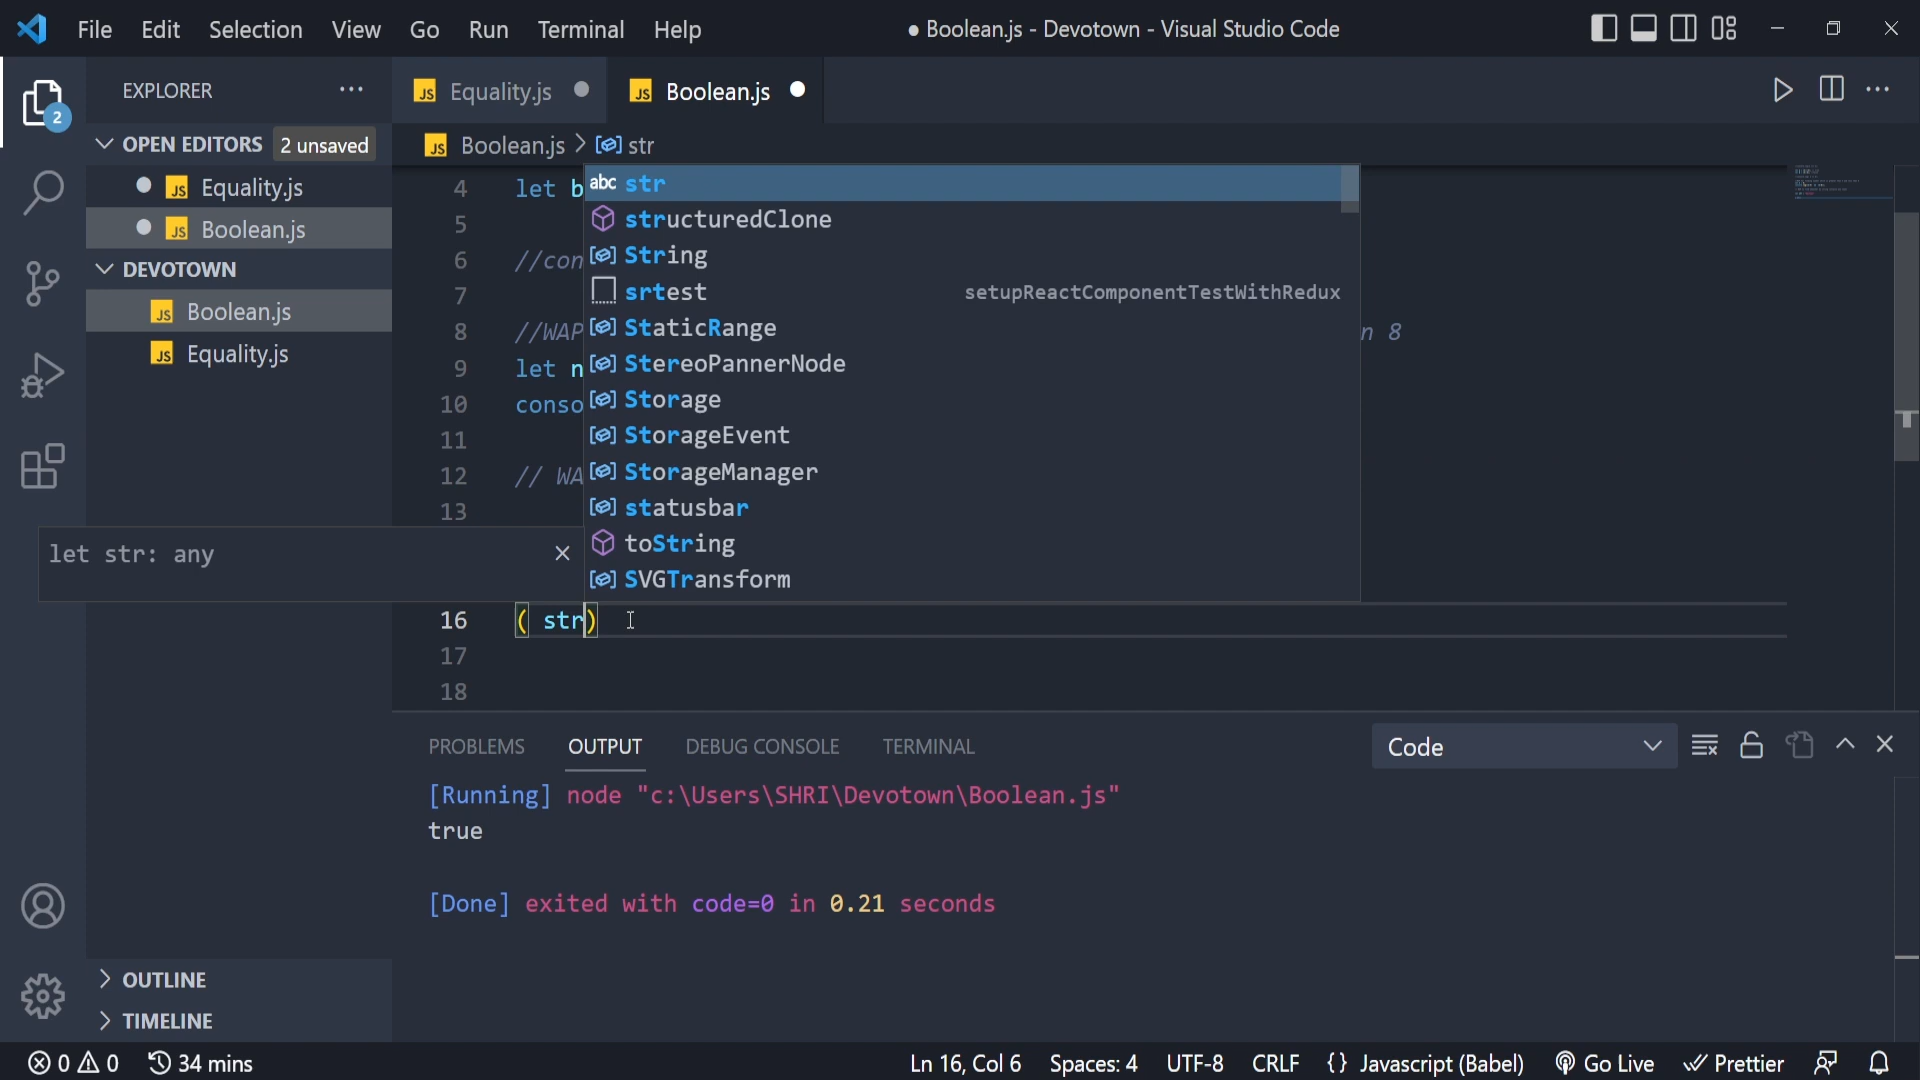 File Edit Selection View Go Run Terminal Help
● Boolean.js - Devotown - Visual Studio Code
2
EXPLORER
OPEN EDITORS 2 unsaved
JS Equality.js
JS Boolean.js
DEVOTOWN
JS Boolean.js
JS Equality.js
OUTLINE
TIMELINE
JS Equality.js
JS Boolean.js
JS Boolean.js > str
4 let b
5
6 //con
7
8 //WAP n 8
9 let n
10 conso
11
12 // WA
13
16 ( str)
17
18
abc str
structuredClone
String
srtest setupReactComponentTestWithRedux
StaticRange
StereoPannerNode
Storage
StorageEvent
StorageManager
statusbar
toString
SVGTransform
let str: any
PROBLEMS OUTPUT DEBUG CONSOLE TERMINAL
Code
[Running] node "c:\Users\SHRI\Devotown\Boolean.js"
true
[Done] exited with code=0 in 0.21 seconds
0 0 34 mins
Ln 16, Col 6 Spaces: 4 UTF-8 CRLF {} Javascript (Babel) Go Live Prettier